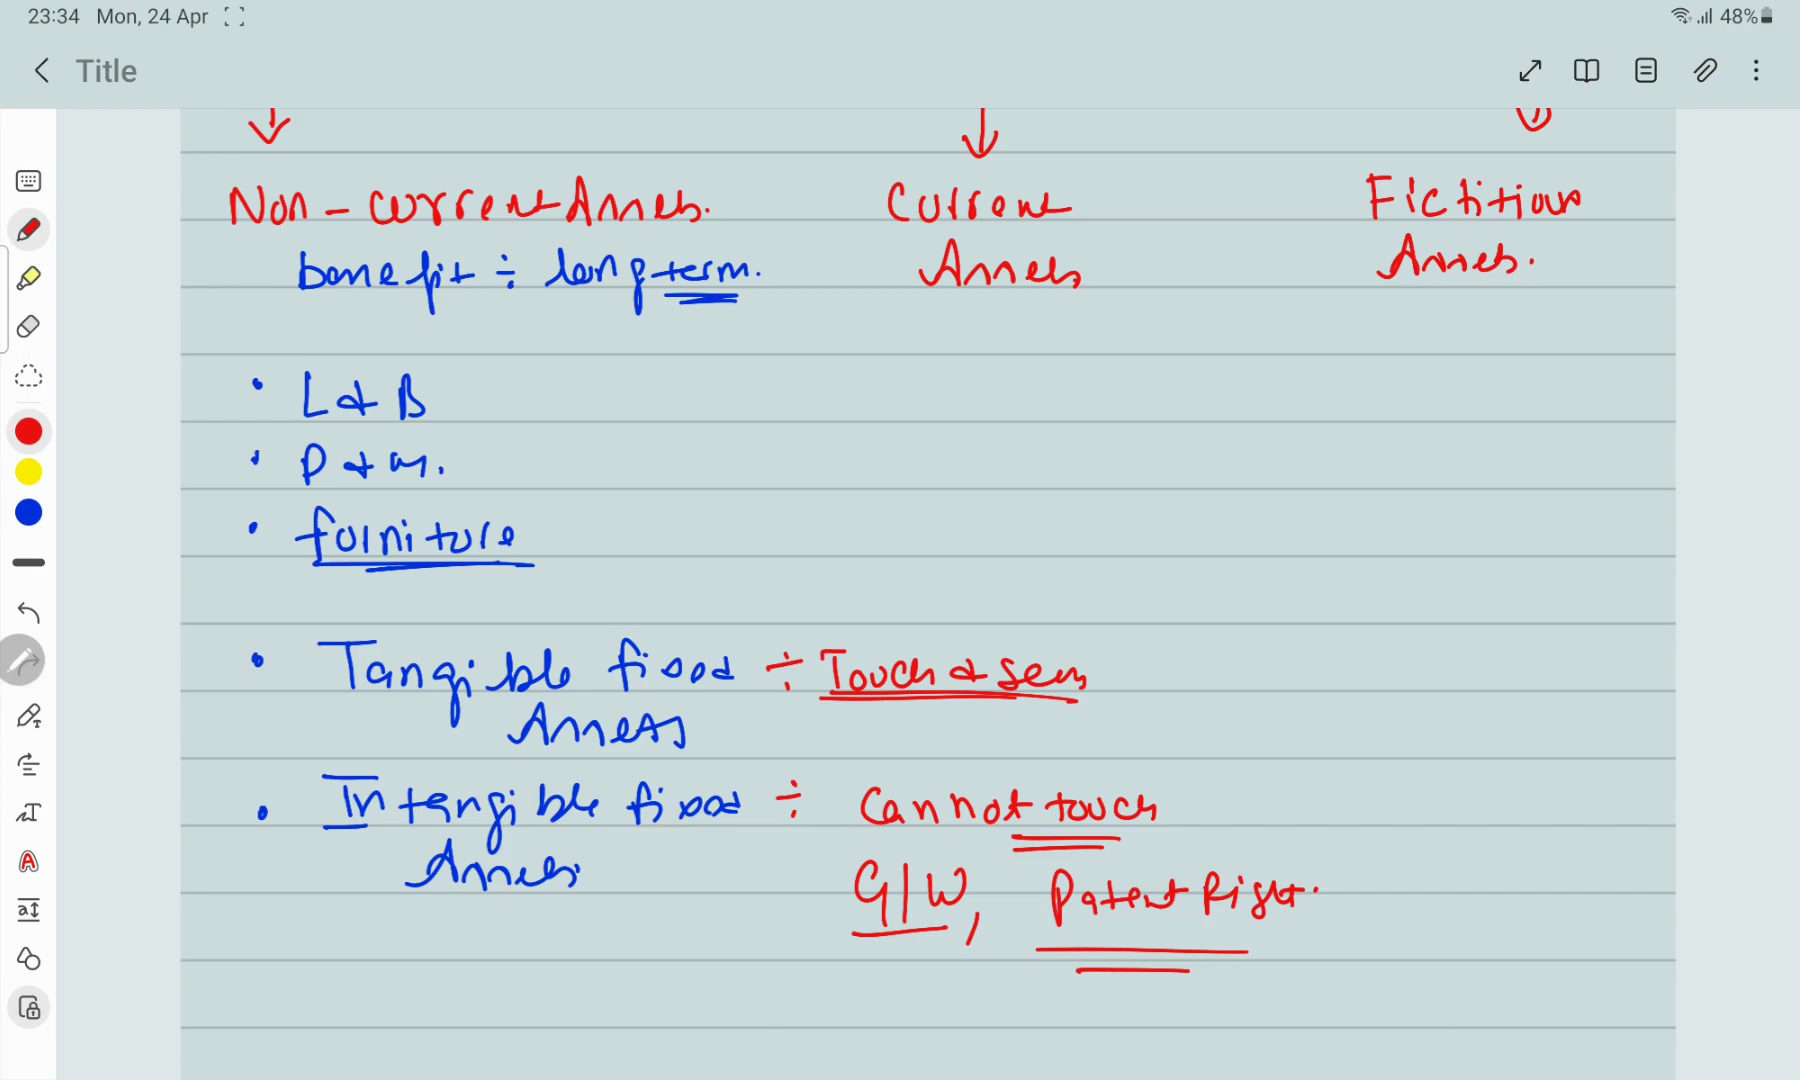 23:34 Mon, 24 Apr 48%
Title
Non-current Assets. Current Fictitious
Assets Assets.
benefit ÷ long term.
• L & B
• P & M.
• furniture
• Tangible fixed ÷ Touch & seen
Assets
• Intangible fixed ÷ Cannot touch
Assets
G/W, Patent Right.